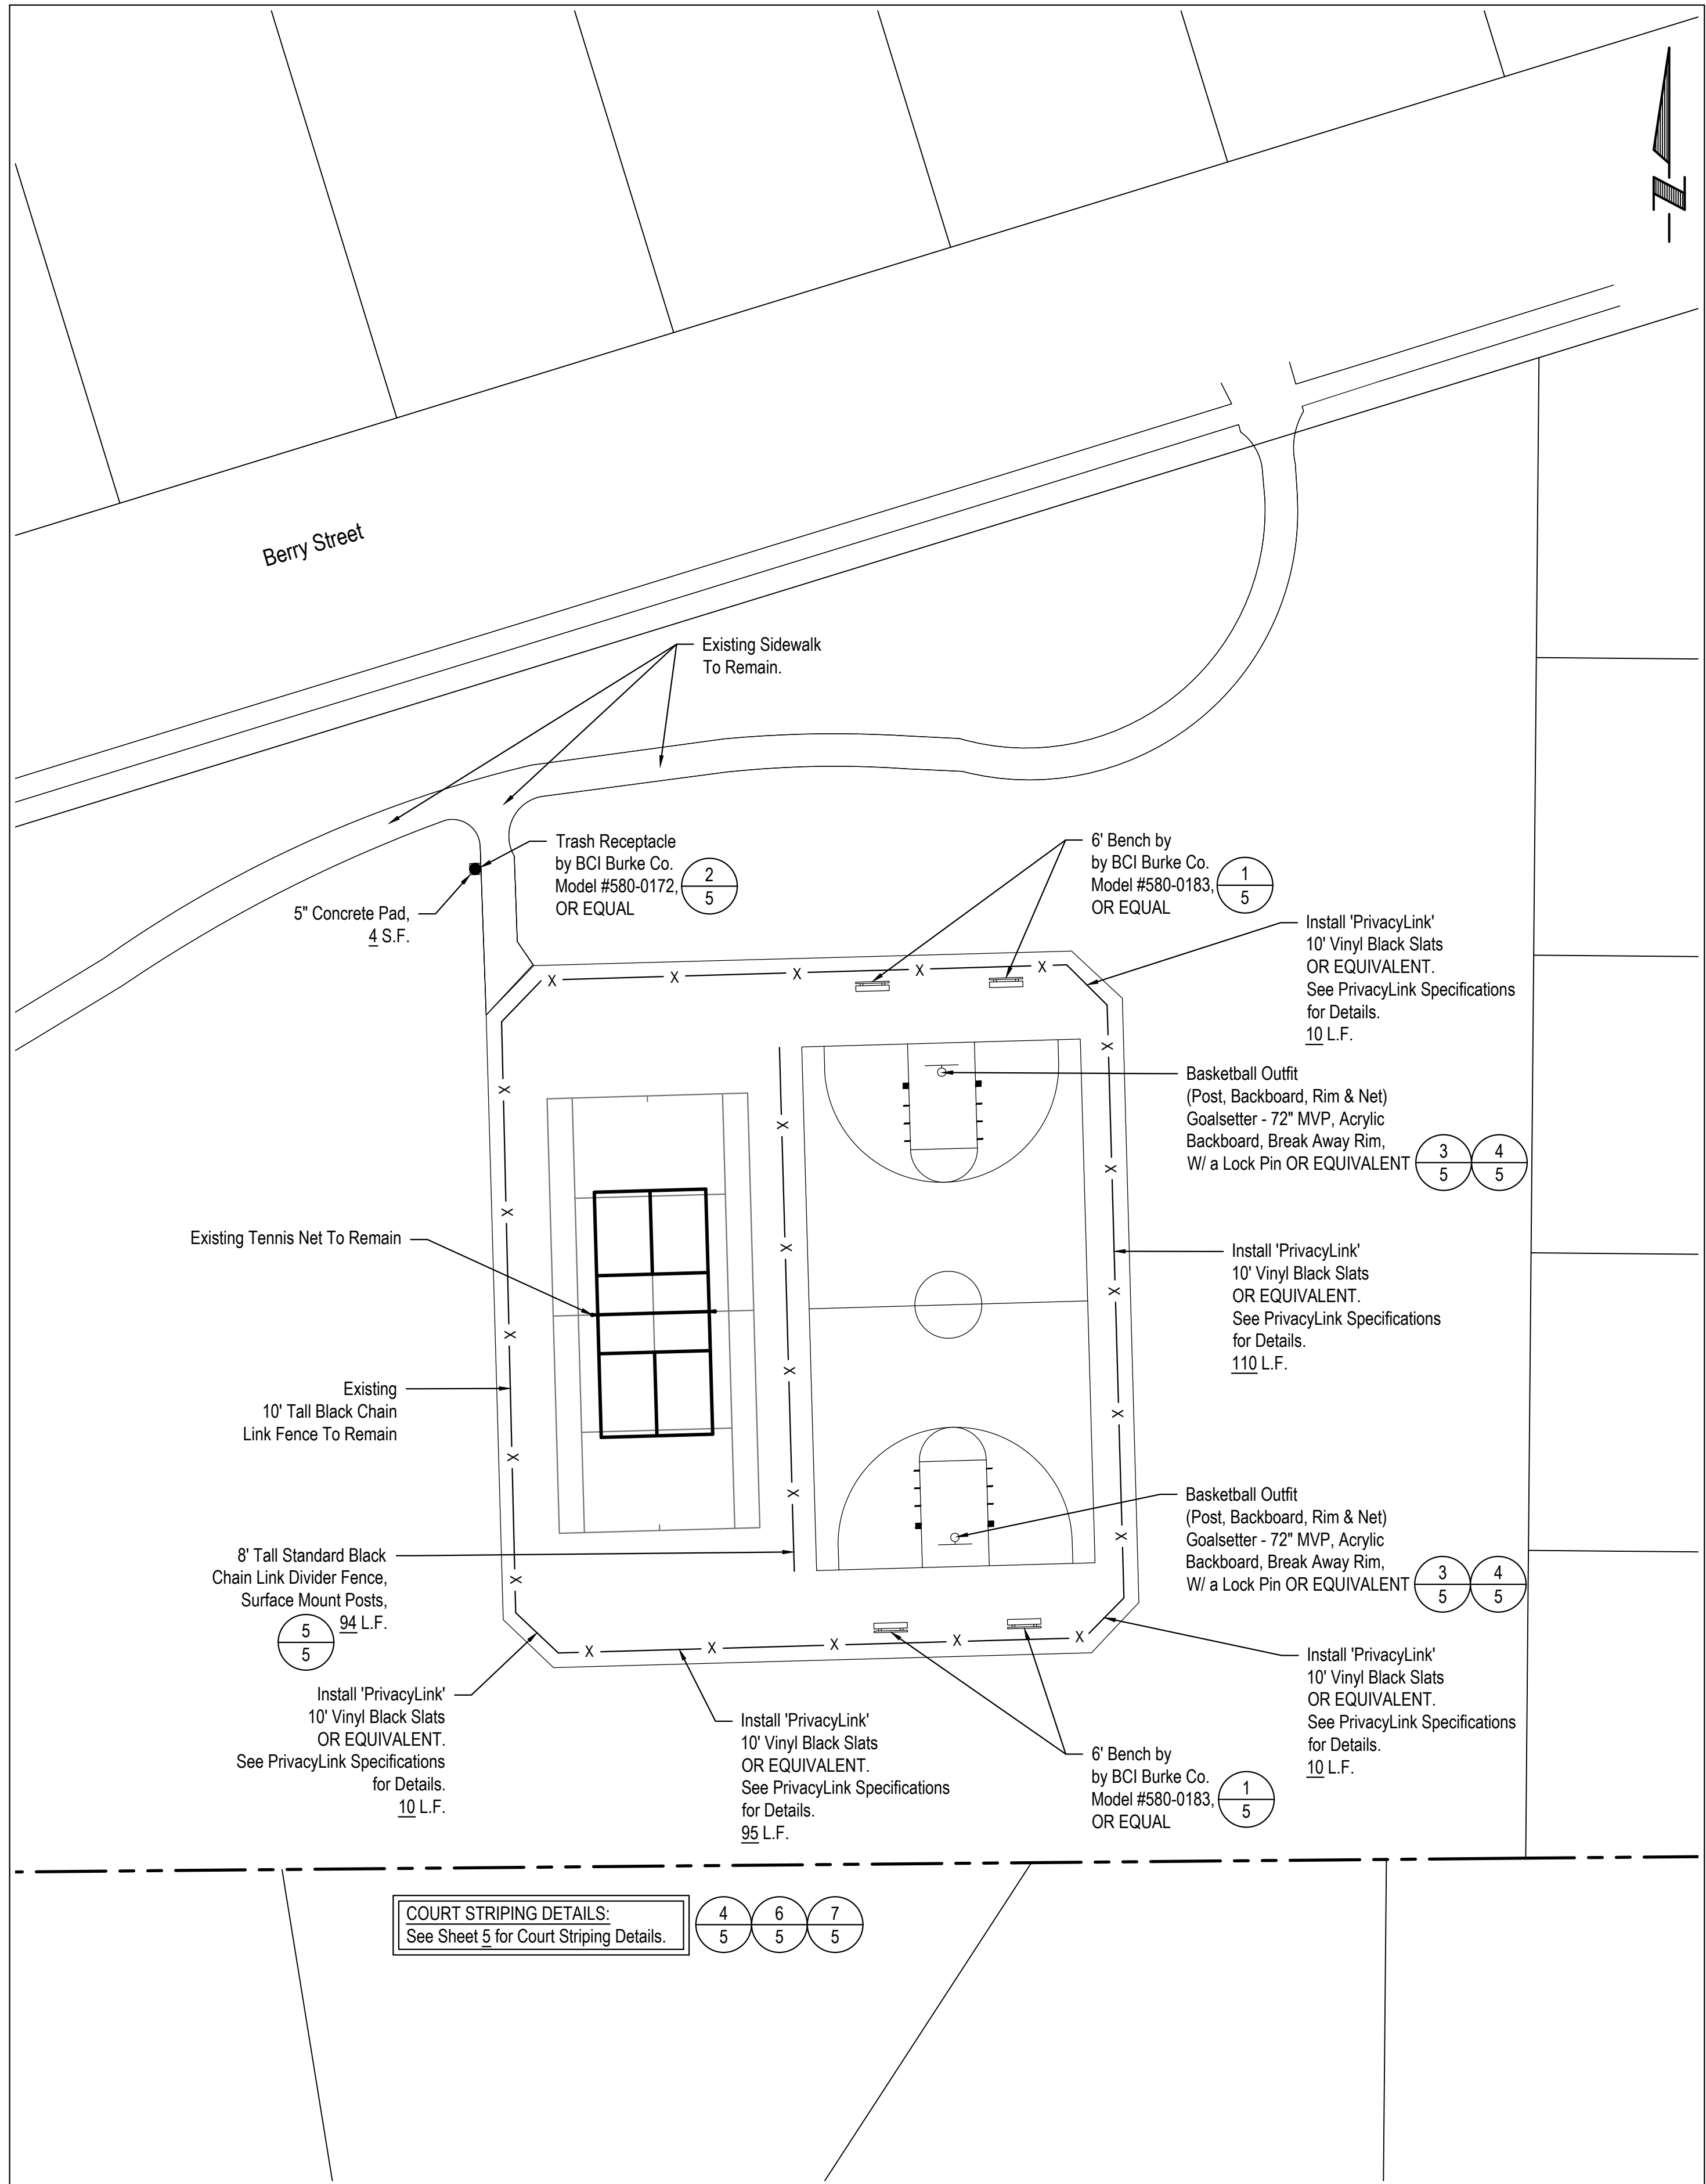 Berry Street
Existing Sidewalk
To Remain.
Trash Receptacle
by BCI Burke Co.
Model #580-0172,
OR EQUAL
2
5
5" Concrete Pad,
4 S.F.
6' Bench by
by BCI Burke Co.
Model #580-0183,
OR EQUAL
1
5
Install 'PrivacyLink'
10' Vinyl Black Slats
OR EQUIVALENT.
See PrivacyLink Specifications
for Details.
10 L.F.
Basketball Outfit
(Post, Backboard, Rim & Net)
Goalsetter - 72" MVP, Acrylic
Backboard, Break Away Rim,
W/ a Lock Pin OR EQUIVALENT
3
5
4
5
Existing Tennis Net To Remain
Install 'PrivacyLink'
10' Vinyl Black Slats
OR EQUIVALENT.
See PrivacyLink Specifications
for Details.
110 L.F.
Existing
10' Tall Black Chain
Link Fence To Remain
Basketball Outfit
(Post, Backboard, Rim & Net)
Goalsetter - 72" MVP, Acrylic
Backboard, Break Away Rim,
W/ a Lock Pin OR EQUIVALENT
3
5
4
5
8' Tall Standard Black
Chain Link Divider Fence,
Surface Mount Posts,
94 L.F.
5
5
Install 'PrivacyLink'
10' Vinyl Black Slats
OR EQUIVALENT.
See PrivacyLink Specifications
for Details.
10 L.F.
Install 'PrivacyLink'
10' Vinyl Black Slats
OR EQUIVALENT.
See PrivacyLink Specifications
for Details.
95 L.F.
6' Bench by
by BCI Burke Co.
Model #580-0183,
OR EQUAL
1
5
Install 'PrivacyLink'
10' Vinyl Black Slats
OR EQUIVALENT.
See PrivacyLink Specifications
for Details.
10 L.F.
COURT STRIPING DETAILS:
See Sheet 5 for Court Striping Details.
4
5
6
5
7
5